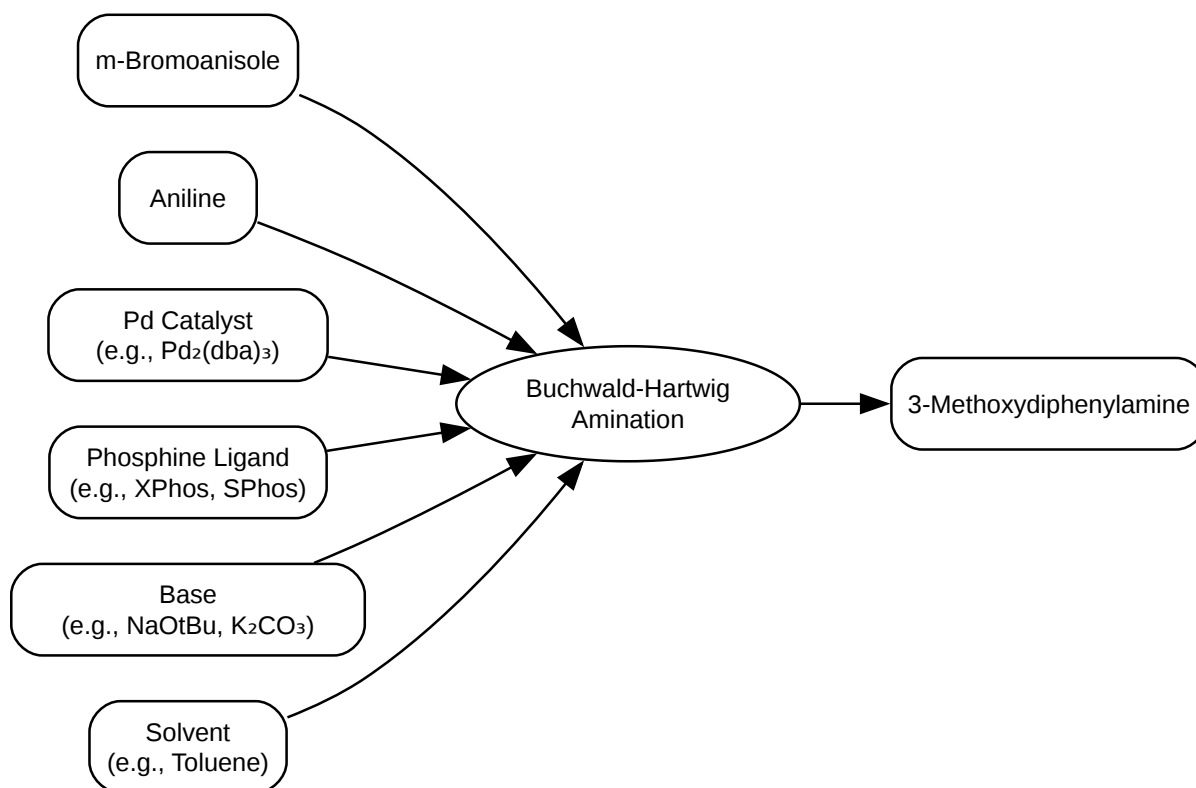 m-Bromoanisole
Aniline
Pd Catalyst
(e.g., Pd₂(dba)₃)
Phosphine Ligand
(e.g., XPhos, SPhos)
Base
(e.g., NaOtBu, K₂CO₃)
Solvent
(e.g., Toluene)
Buchwald-Hartwig
Amination
3-Methoxydiphenylamine